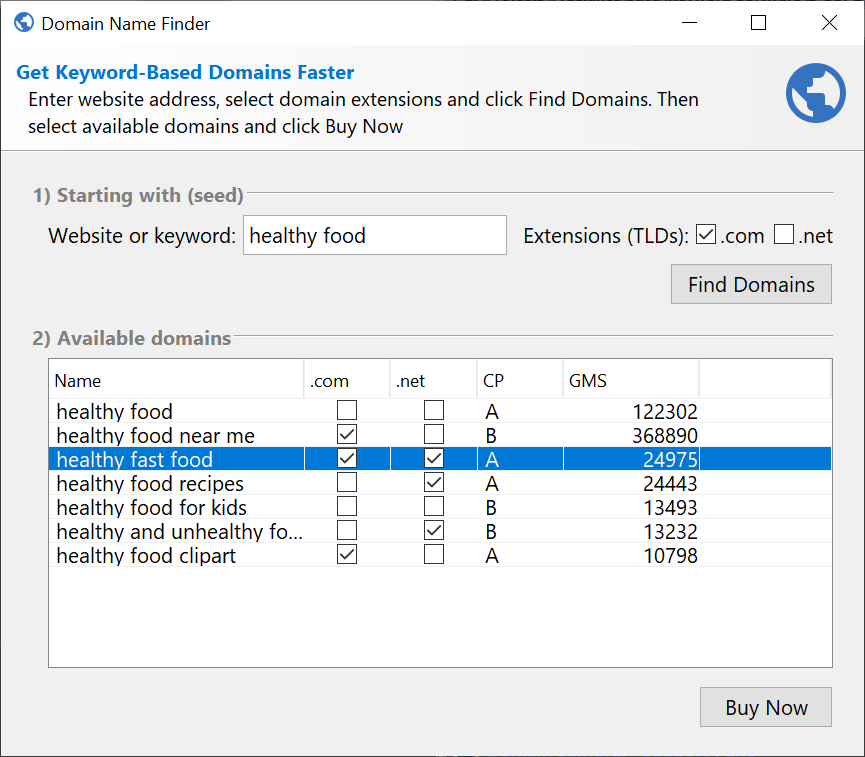 Domain Name Finder
Get Keyword-Based Domains Faster
Enter website address, select domain extensions and click Find Domains. Then
select available domains and click Buy Now
1) Starting with (seed)
Website or keyword: healthy food Extensions (TLDs): .com .net
Find Domains
2) Available domains
Name .com .net CP GMS
healthy food A 122302
healthy food near me B 368890
healthy fast food A 24975
healthy food recipes A 24443
healthy food for kids B 13493
healthy and unhealthy fo... B 13232
healthy food clipart A 10798
Buy Now